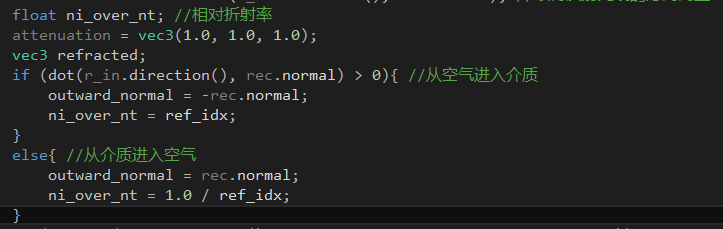 float ni_over_nt; //相对折射率
attenuation = vec3(1.0, 1.0, 1.0);
vec3 refracted;
if (dot(r_in.direction(), rec.normal) > 0){ //从空气进入介质
    outward_normal = -rec.normal;
    ni_over_nt = ref_idx;
}
else{ //从介质进入空气
    outward_normal = rec.normal;
    ni_over_nt = 1.0 / ref_idx;
}